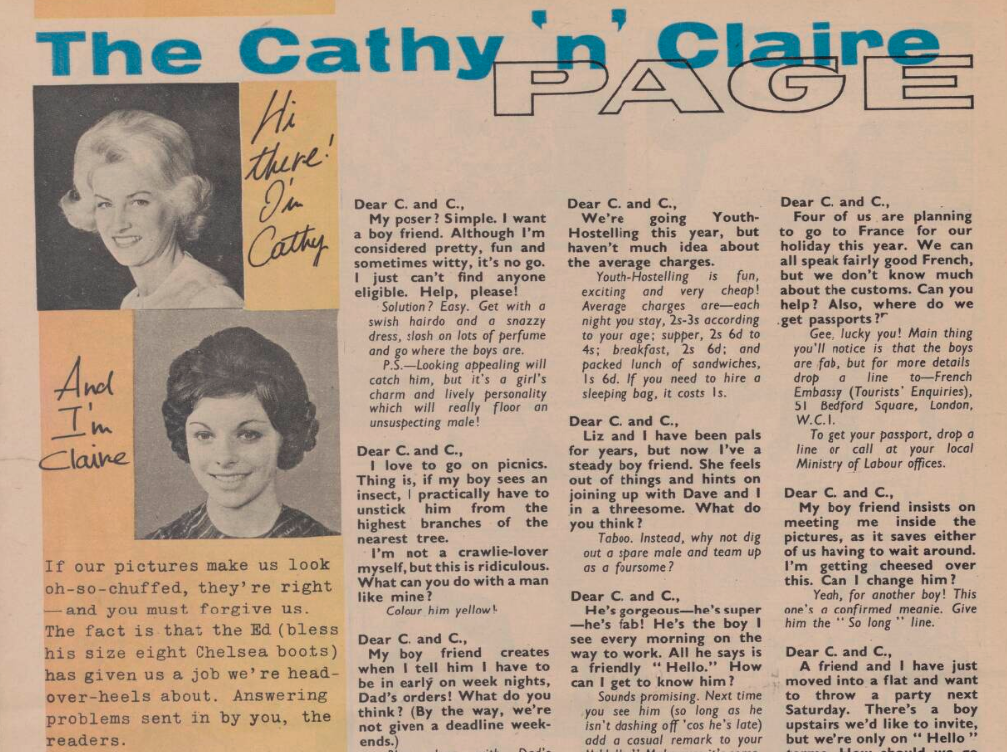 The Cathy 'n' Claire
PAGE
Hi
there!
I'm
Cathy
And
I'm
Claire
If our pictures make us look
oh-so-chuffed, they're right
—and you must forgive us.
The fact is that the Ed (bless
his size eight Chelsea boots)
has given us a job we're head-
over-heels about. Answering
problems sent in by you, the
readers.
Dear C. and C.,
My poser? Simple. I want
a boy friend. Although I'm
considered pretty, fun and
sometimes witty, it's no go.
I just can't find anyone
eligible. Help, please!
Solution? Easy. Get with a
swish hairdo and a snazzy
dress, slosh on lots of perfume
and go where the boys are.
P.S.—Looking appealing will
catch him, but it's a girl's
charm and lively personality
which will really floor an
unsuspecting male!
Dear C. and C.,
I love to go on picnics.
Thing is, if my boy sees an
insect, I practically have to
unstick him from the
highest branches of the
nearest tree.
I'm not a crawlie-lover
myself, but this is ridiculous.
What can you do with a man
like mine?
Colour him yellow!
Dear C. and C.,
My boy friend creates
when I tell him I have to
be in early on week nights,
Dad's orders! What do you
think? (By the way, we're
not given a deadline week-
ends.)
Dear C. and C.,
We're going Youth-
Hostelling this year, but
haven't much idea about
the average charges.
Youth-Hostelling is fun,
exciting and very cheap!
Average charges are—each
night you stay, 2s-3s according
to your age; supper, 2s 6d to
4s; breakfast, 2s 6d; and
packed lunch of sandwiches,
1s 6d. If you need to hire a
sleeping bag, it costs 1s.
Dear C. and C.,
Liz and I have been pals
for years, but now I've a
steady boy friend. She feels
out of things and hints on
joining up with Dave and I
in a threesome. What do
you think?
Taboo. Instead, why not dig
out a spare male and team up
as a foursome?
Dear C. and C.,
He's gorgeous—he's super
—he's fab! He's the boy I
see every morning on the
way to work. All he says is
a friendly "Hello." How
can I get to know him?
Sounds promising. Next time
you see him (so long as he
isn't dashing off 'cos he's late)
add a casual remark to your
Dear C. and C.,
Four of us are planning
to go to France for our
holiday this year. We can
all speak fairly good French,
but we don't know much
about the customs. Can you
help? Also, where do we
get passports?
Gee, lucky you! Main thing
you'll notice is that the boys
are fab, but for more details
drop a line to—French
Embassy (Tourists' Enquiries),
51 Bedford Square, London,
W.C.1.
To get your passport, drop a
line or call at your local
Ministry of Labour offices.
Dear C. and C.,
My boy friend insists on
meeting me inside the
pictures, as it saves either
of us having to wait around.
I'm getting cheesed over
this. Can I change him?
Yeah, for another boy! This
one's a confirmed meanie. Give
him the "So long" line.
Dear C. and C.,
A friend and I have just
moved into a flat and want
to throw a party next
Saturday. There's a boy
upstairs we'd like to invite,
but we're only on "Hello"